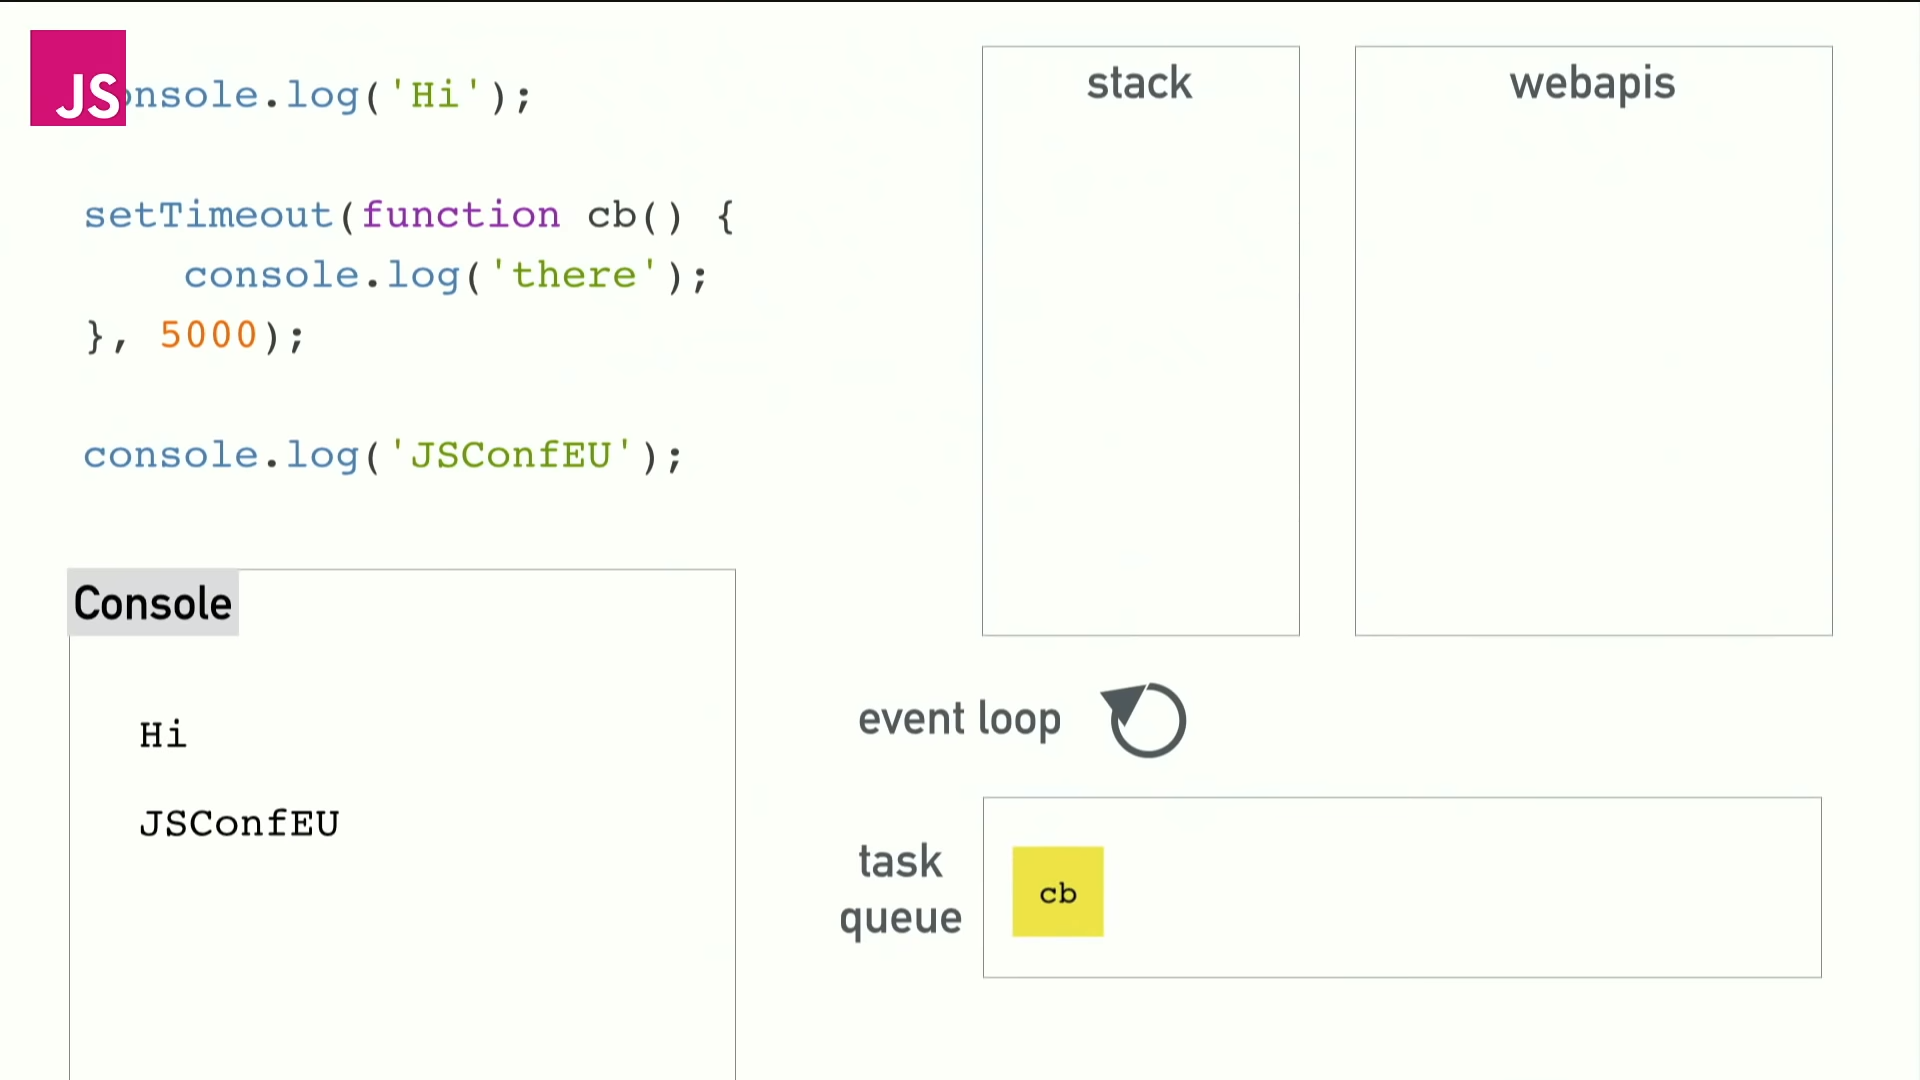 JS
onsole.log('Hi');
setTimeout(function cb() {
    console.log('there');
}, 5000);
console.log('JSConfEU');
Console
Hi
JSConfEU
stack
webapis
event loop
task
queue
cb